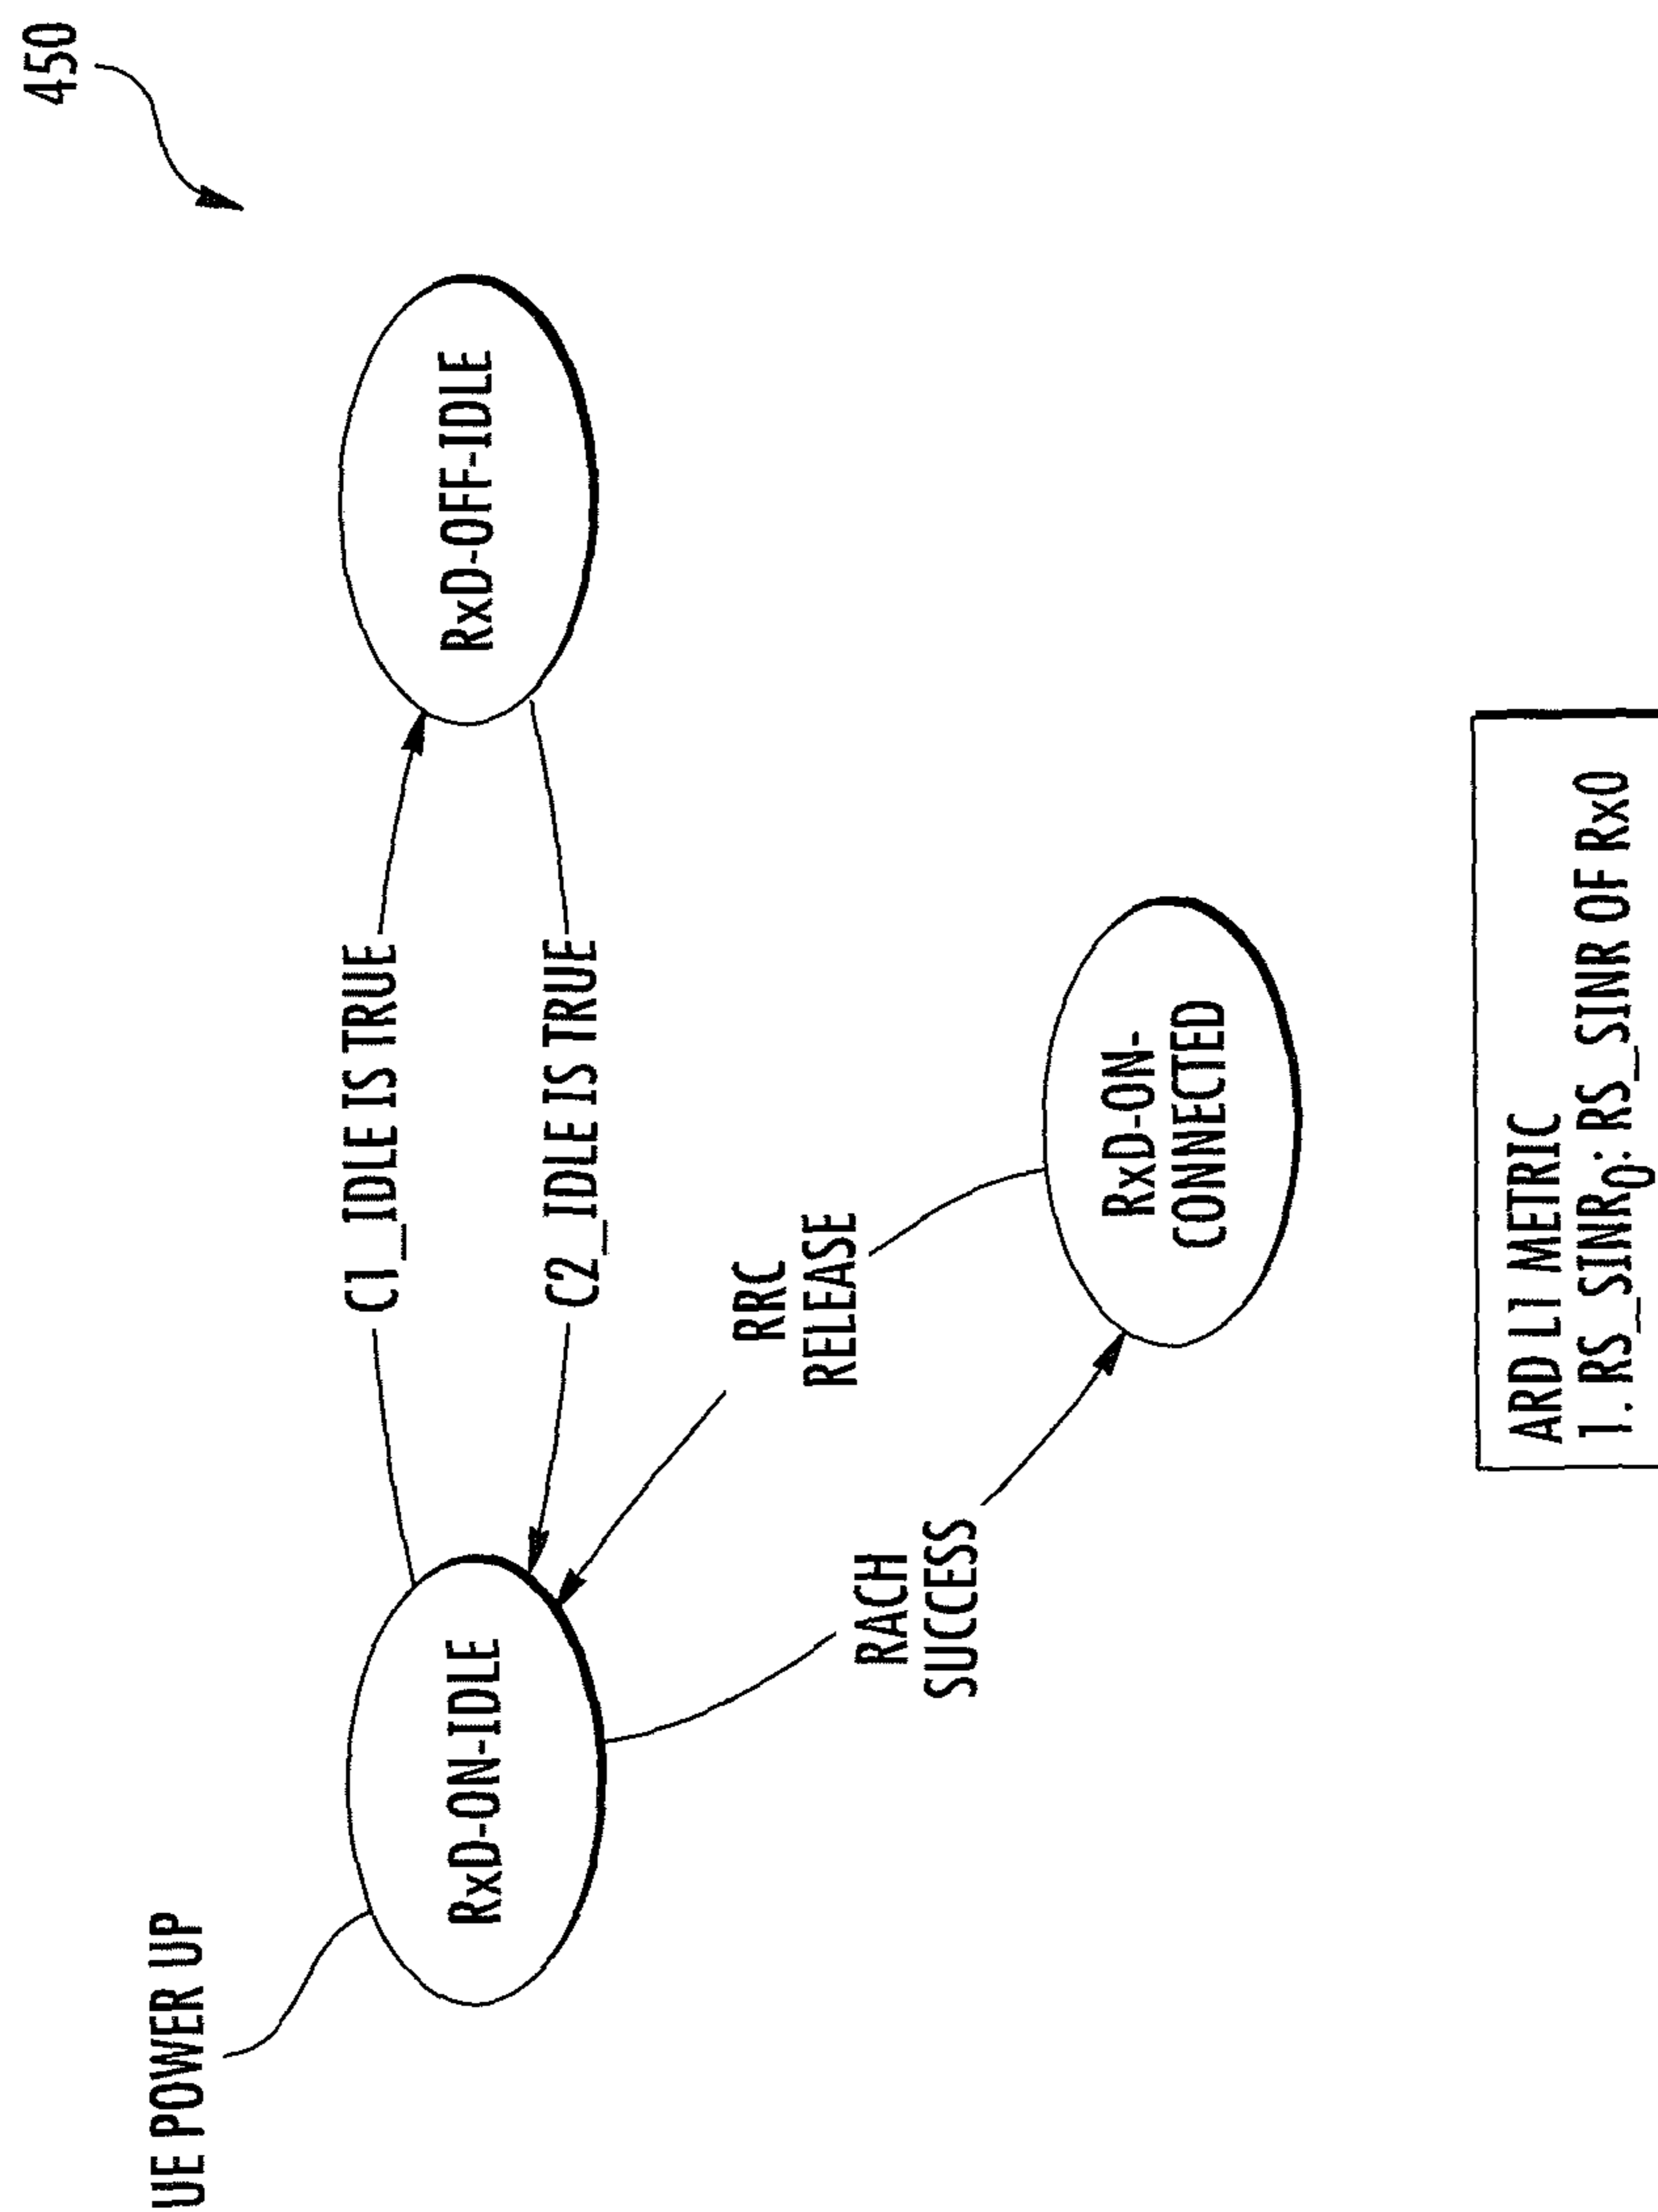 450
UE POWER UP
C1_IDLE IS TRUE
RxD-ON-IDLE
RxD-OFF-IDLE
C2_IDLE IS TRUE
RRC
RELEASE
RACH
SUCCESS
RxD-ON-
CONNECTED
ARD L1 METRIC
1. RS_SINR0: RS_SINR OF Rx0